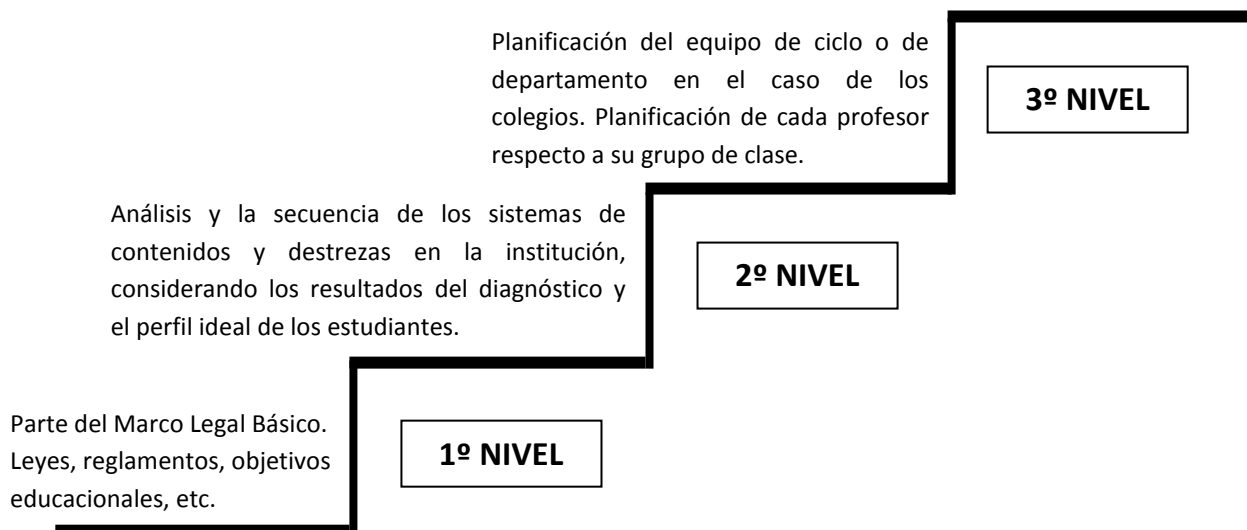 Planificación del equipo de ciclo o de
departamento en el caso de los
colegios. Planificación de cada profesor
respecto a su grupo de clase.
3º NIVEL
Análisis y la secuencia de los sistemas de
contenidos y destrezas en la institución,
considerando los resultados del diagnóstico y
el perfil ideal de los estudiantes.
2º NIVEL
Parte del Marco Legal Básico.
Leyes, reglamentos, objetivos
educacionales, etc.
1º NIVEL